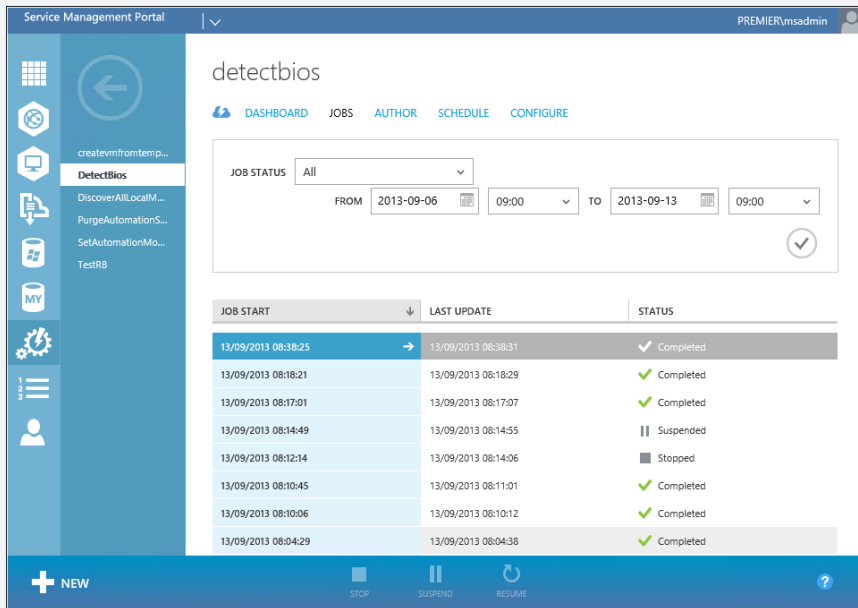 Service Management Portal
PREMIER\msadmin
detectbios
DASHBOARD JOBS AUTHOR SCHEDULE CONFIGURE
createvmfromtemp...
DetectBios
DiscoverAllLocalM...
PurgeAutomationS...
SetAutomationMo...
TestRB
MY
1
2
3
JOB STATUS All
FROM 2013-09-06 09:00 TO 2013-09-13 09:00
JOB START LAST UPDATE STATUS
13/09/2013 08:38:25 13/09/2013 08:38:31 Completed
13/09/2013 08:18:21 13/09/2013 08:18:29 Completed
13/09/2013 08:17:01 13/09/2013 08:17:07 Completed
13/09/2013 08:14:49 13/09/2013 08:14:55 Suspended
13/09/2013 08:12:14 13/09/2013 08:14:06 Stopped
13/09/2013 08:10:45 13/09/2013 08:11:01 Completed
13/09/2013 08:10:06 13/09/2013 08:10:12 Completed
13/09/2013 08:04:29 13/09/2013 08:04:38 Completed
NEW
STOP SUSPEND RESUME
?